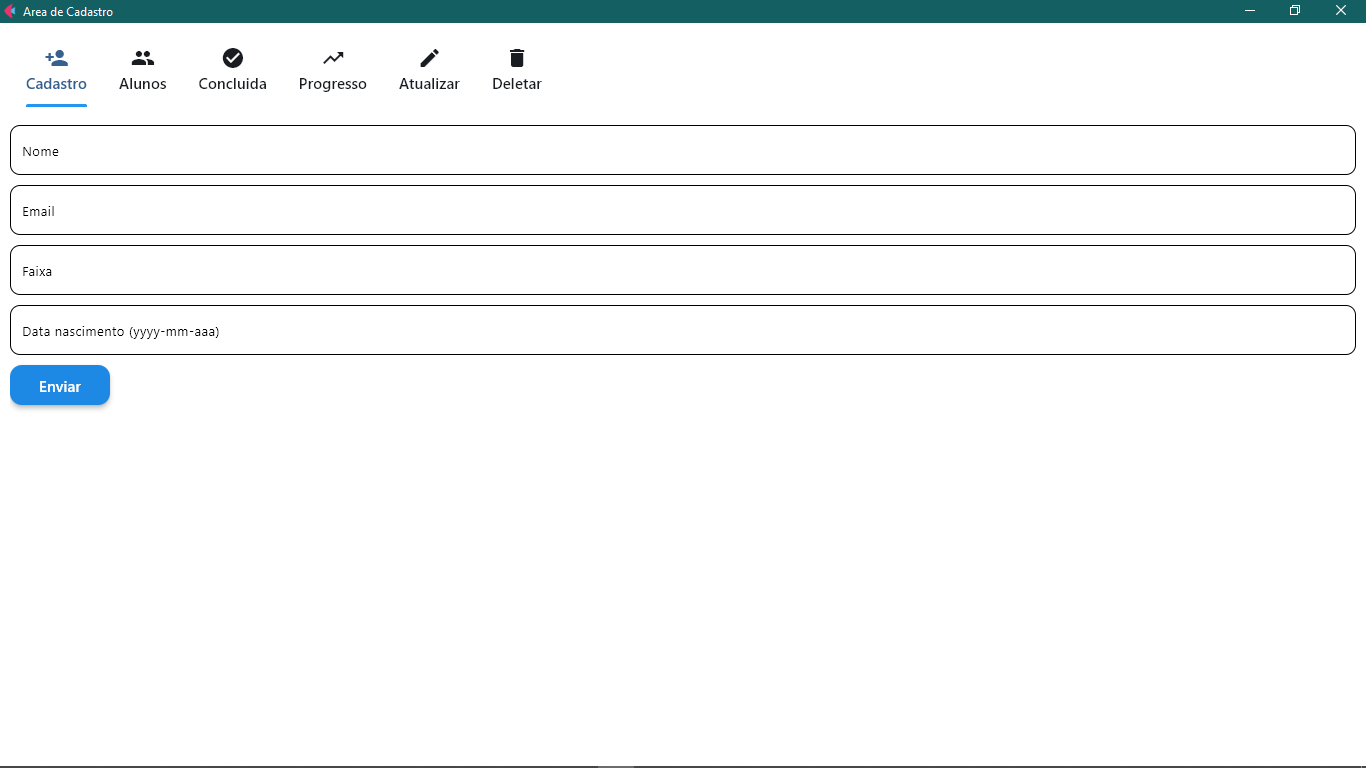 Area de Cadastro
Cadastro Alunos Concluida Progresso Atualizar Deletar
Nome
Email
Faixa
Data nascimento (yyyy-mm-aaa)
Enviar